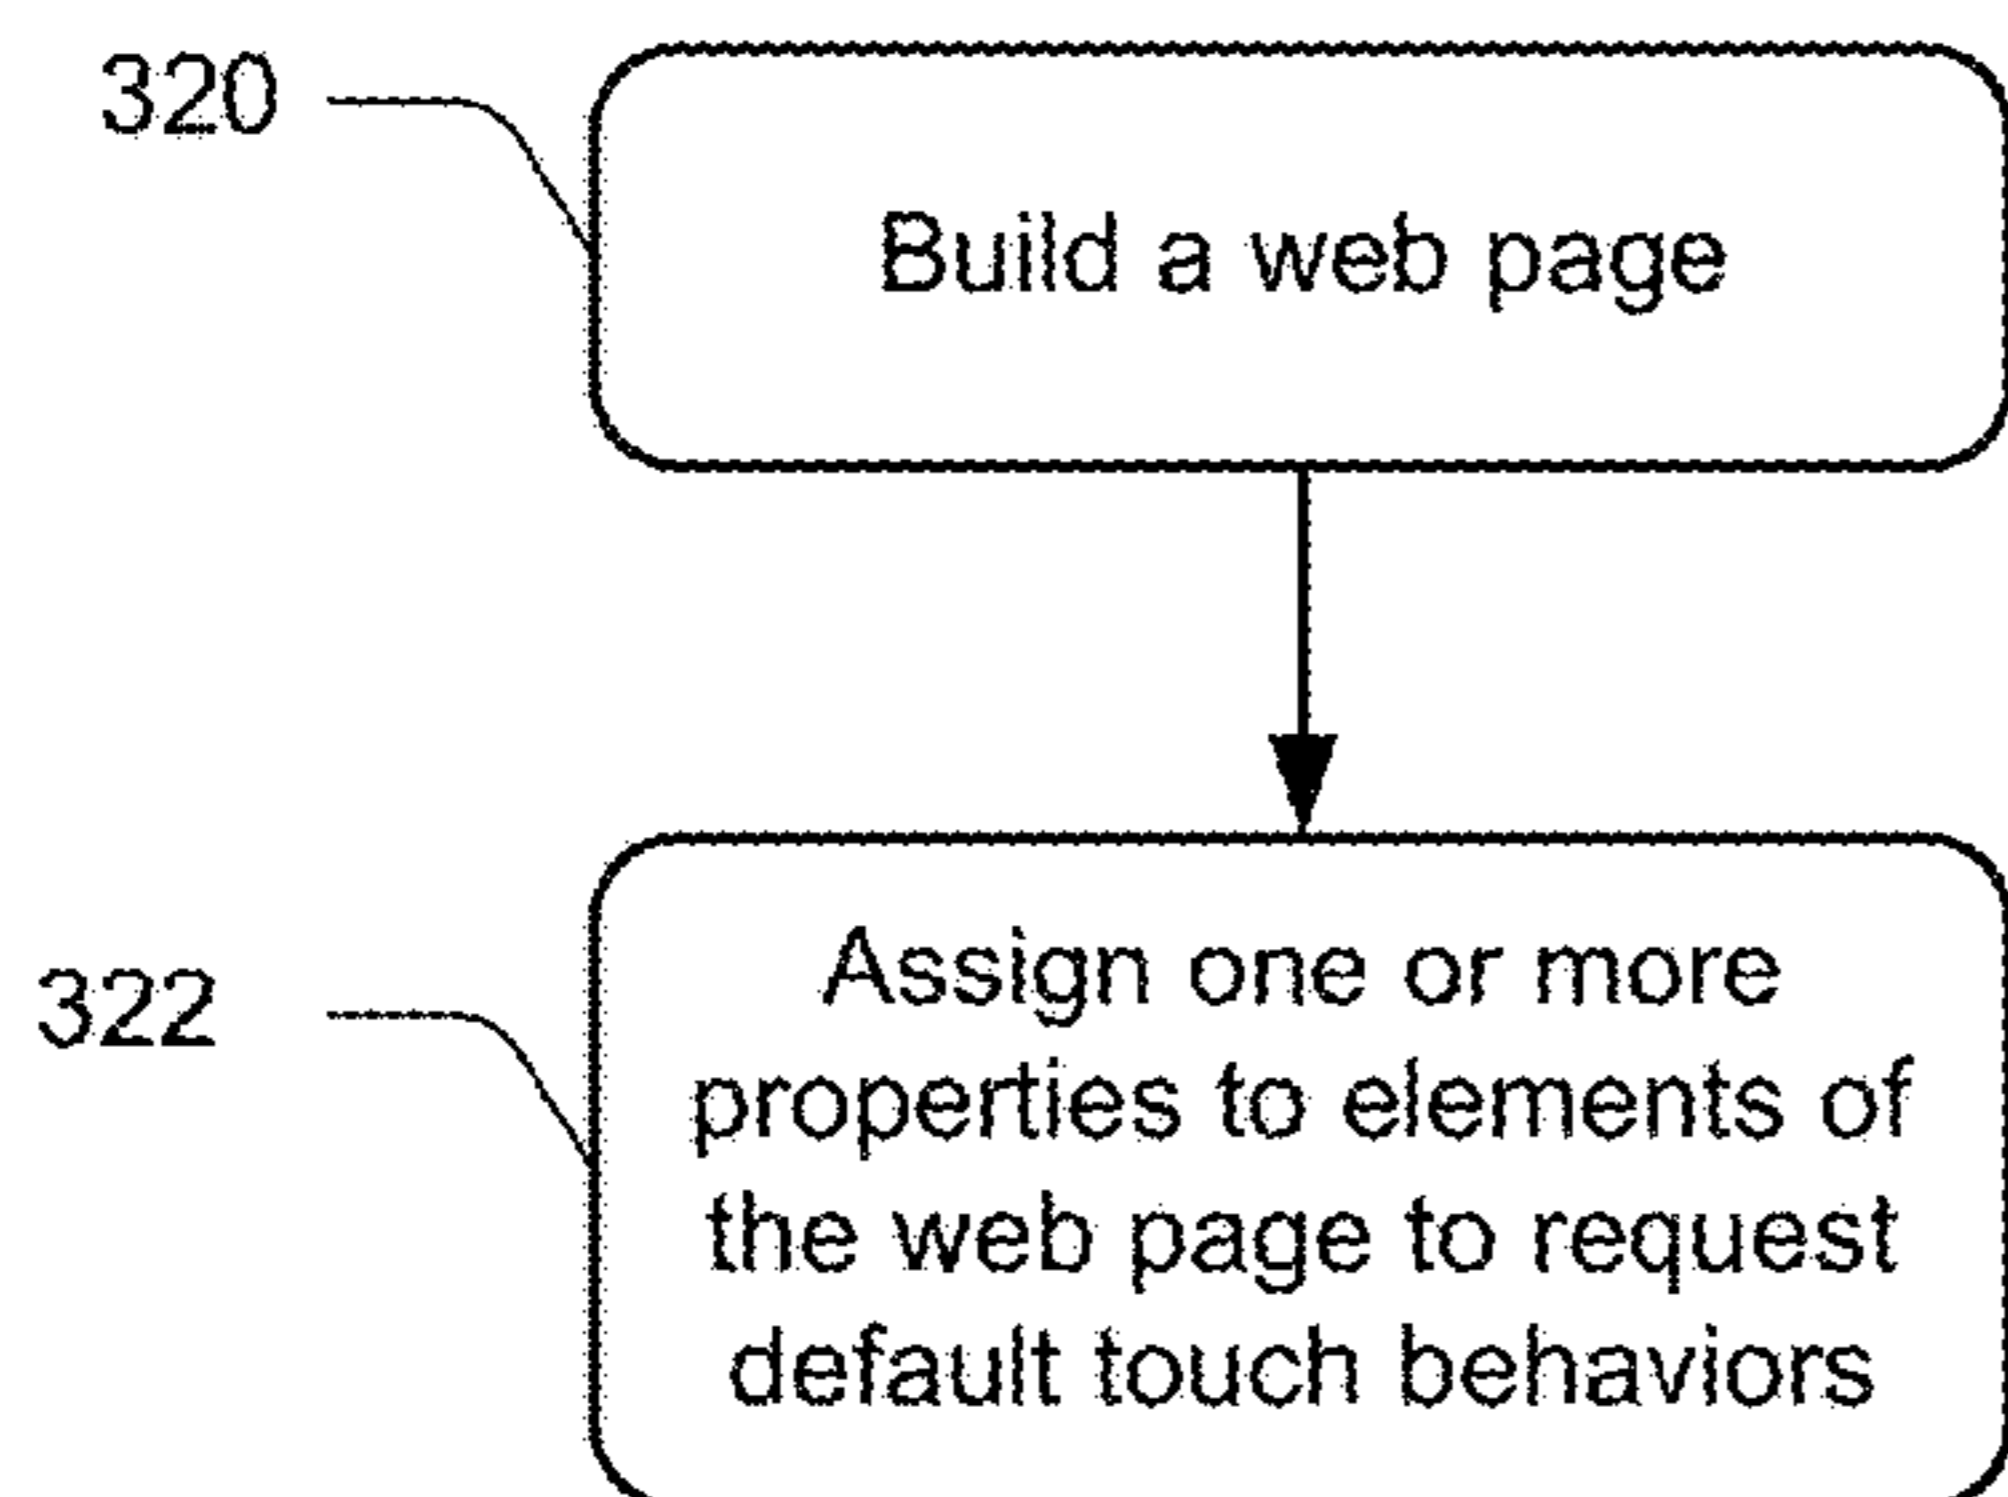 320
Build a web page
322
Assign one or more
properties to elements of
the web page to request
default touch behaviors